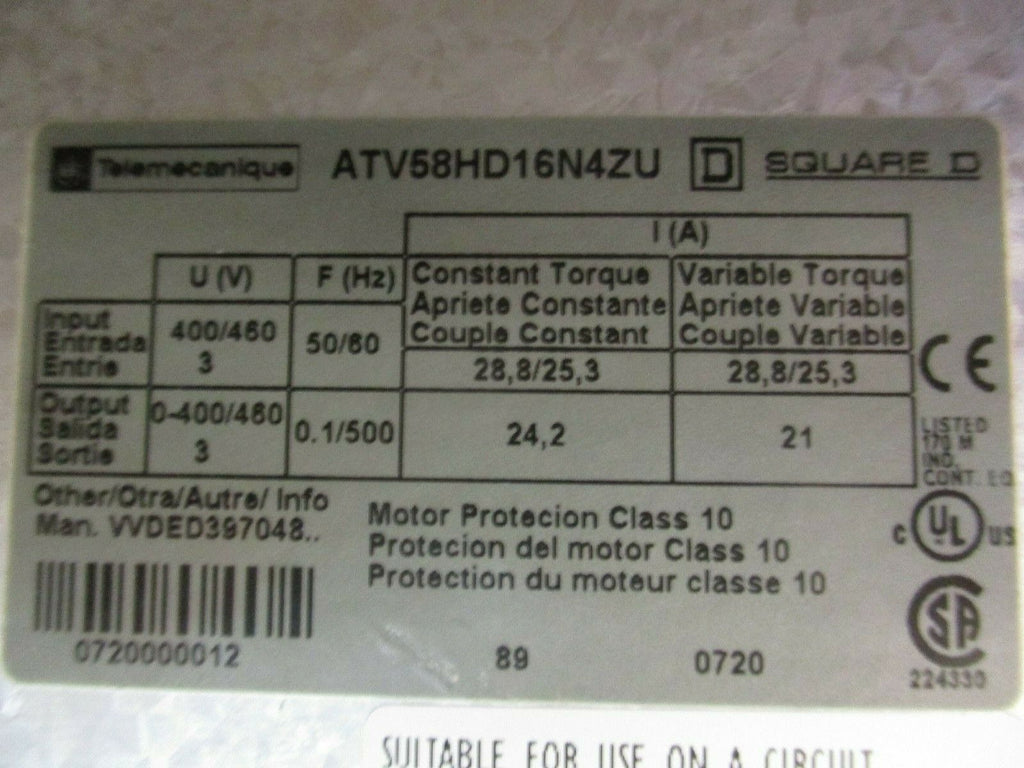 Telemecanique ATV58HD16N4ZU D SQUARE D
I (A)
U (V) F (Hz) Constant Torque Variable Torque
Apriete Constante Apriete Variable
Couple Constant Couple Variable
Input
Entrada 400/460 50/60
Entrie 3 28,8/25,3 28,8/25,3
CE
Output 0-400/460
Salida 0.1/500 24,2 21
Sortie 3
LISTED
170 M
IND.
CONT. EQ
Other/Otra/Autre/ Info
Man. VVDED397048..
Motor Protecion Class 10
Protecion del motor Class 10
Protection du moteur classe 10
C UL US
SA
224330
0720000012 89 0720
SUITABLE FOR USE ON A CIRCUIT